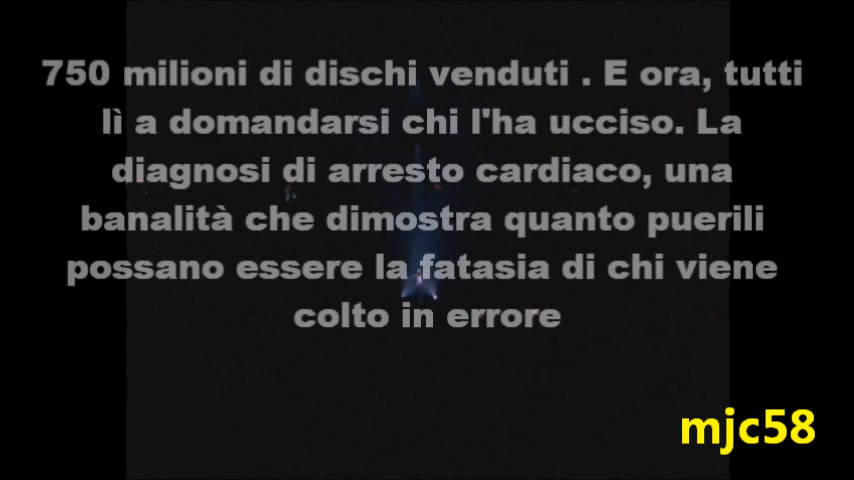 750 milioni di dischi venduti . E ora, tutti
lì a domandarsi chi l'ha ucciso. La
diagnosi di arresto cardiaco, una
banalità che dimostra quanto puerili
possano essere la fatasia di chi viene
colto in errore
mjc58